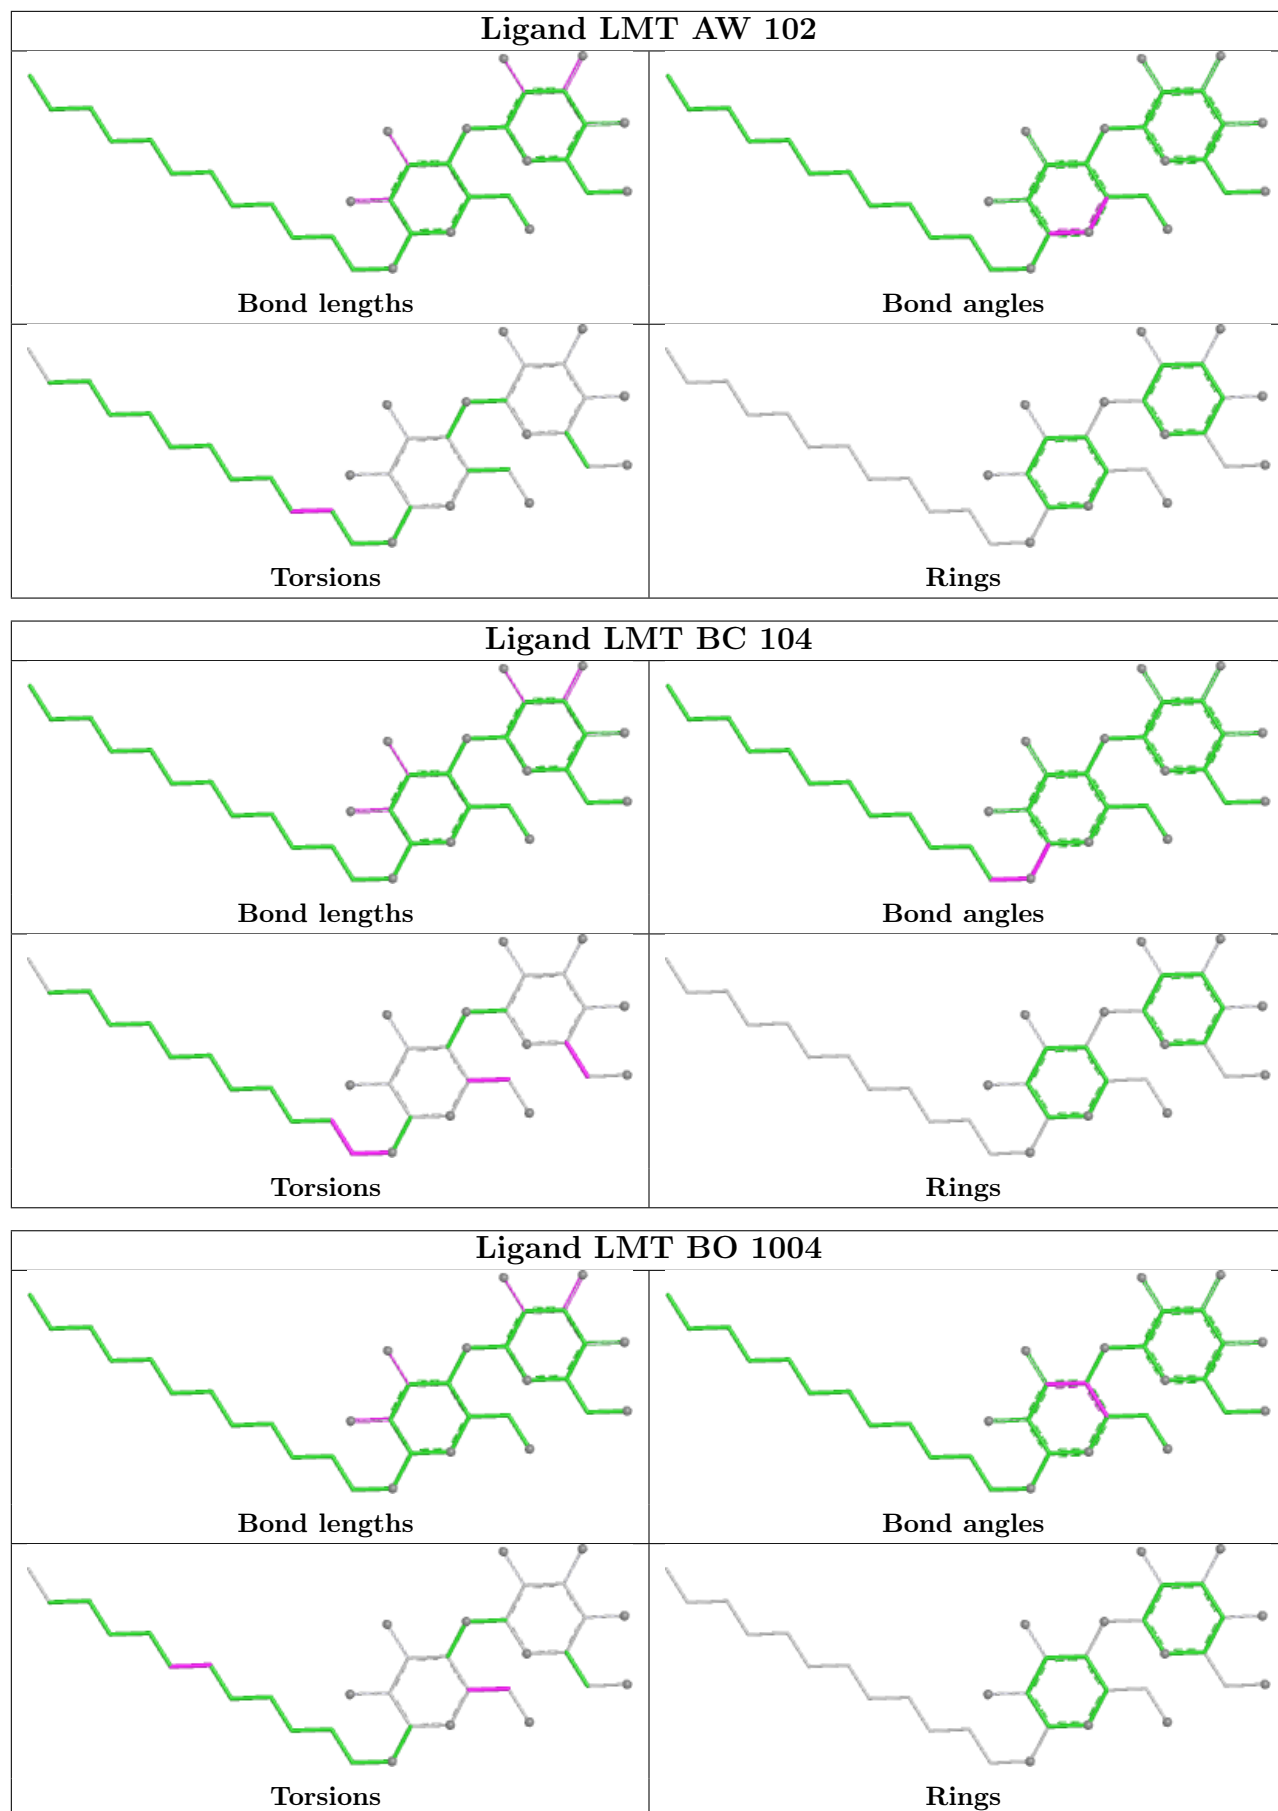 Ligand LMT AW 102
Bond lengths
Bond angles
Torsions
Rings
Ligand LMT BC 104
Bond lengths
Bond angles
Torsions
Rings
Ligand LMT BO 1004
Bond lengths
Bond angles
Torsions
Rings